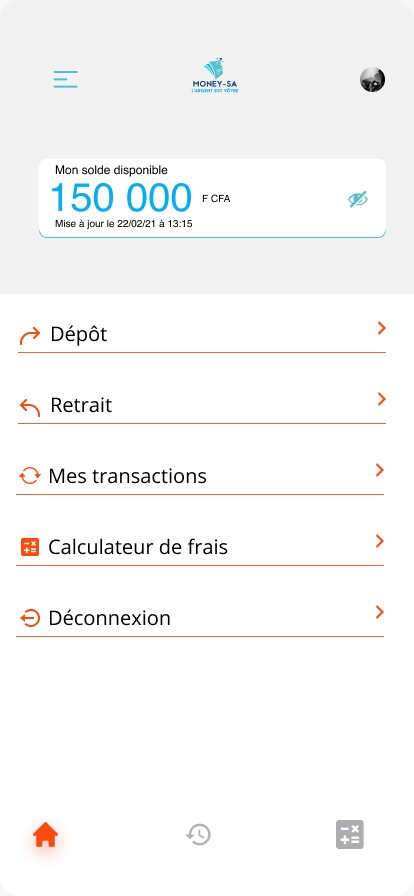 MONEY-SA
L'ARGENT EST VÔTRE
Mon solde disponible
150 000 F CFA
Mise à jour le 22/02/21 à 13:15
Dépôt
Retrait
Mes transactions
Calculateur de frais
Déconnexion